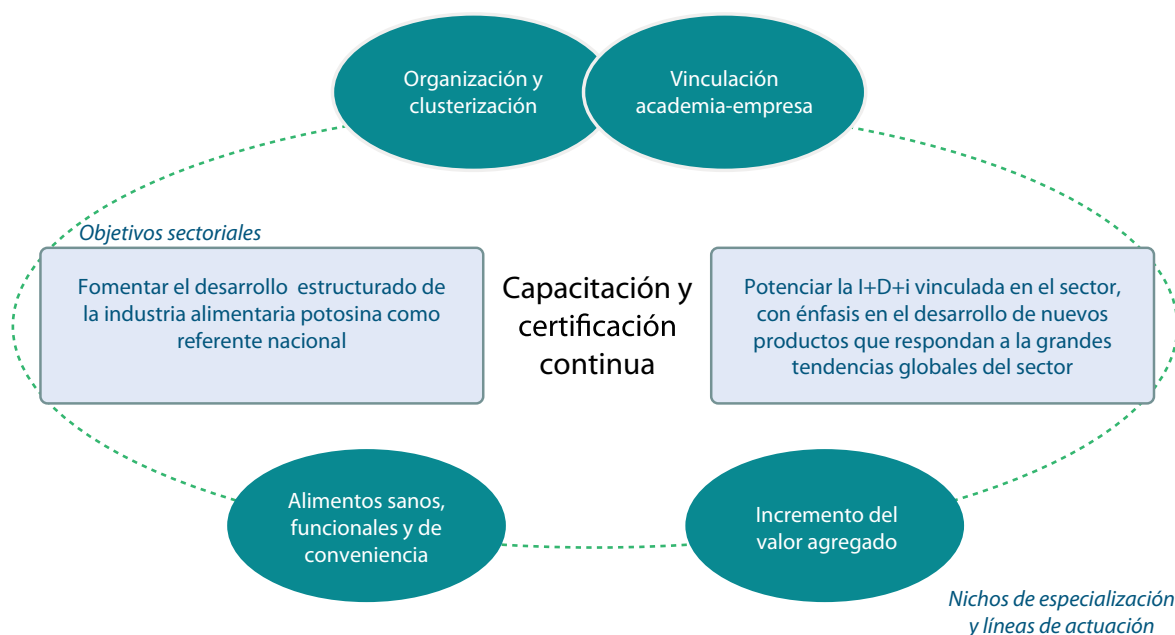 Organización y
clusterización
Vinculación
academia-empresa
Objetivos sectoriales
Fomentar el desarrollo estructurado de
la industria alimentaria potosina como
referente nacional
Capacitación y
certificación
continua
Potenciar la I+D+i vinculada en el sector,
con énfasis en el desarrollo de nuevos
productos que respondan a la grandes
tendencias globales del sector
Alimentos sanos,
funcionales y de
conveniencia
Incremento del
valor agregado
Nichos de especialización
y líneas de actuación